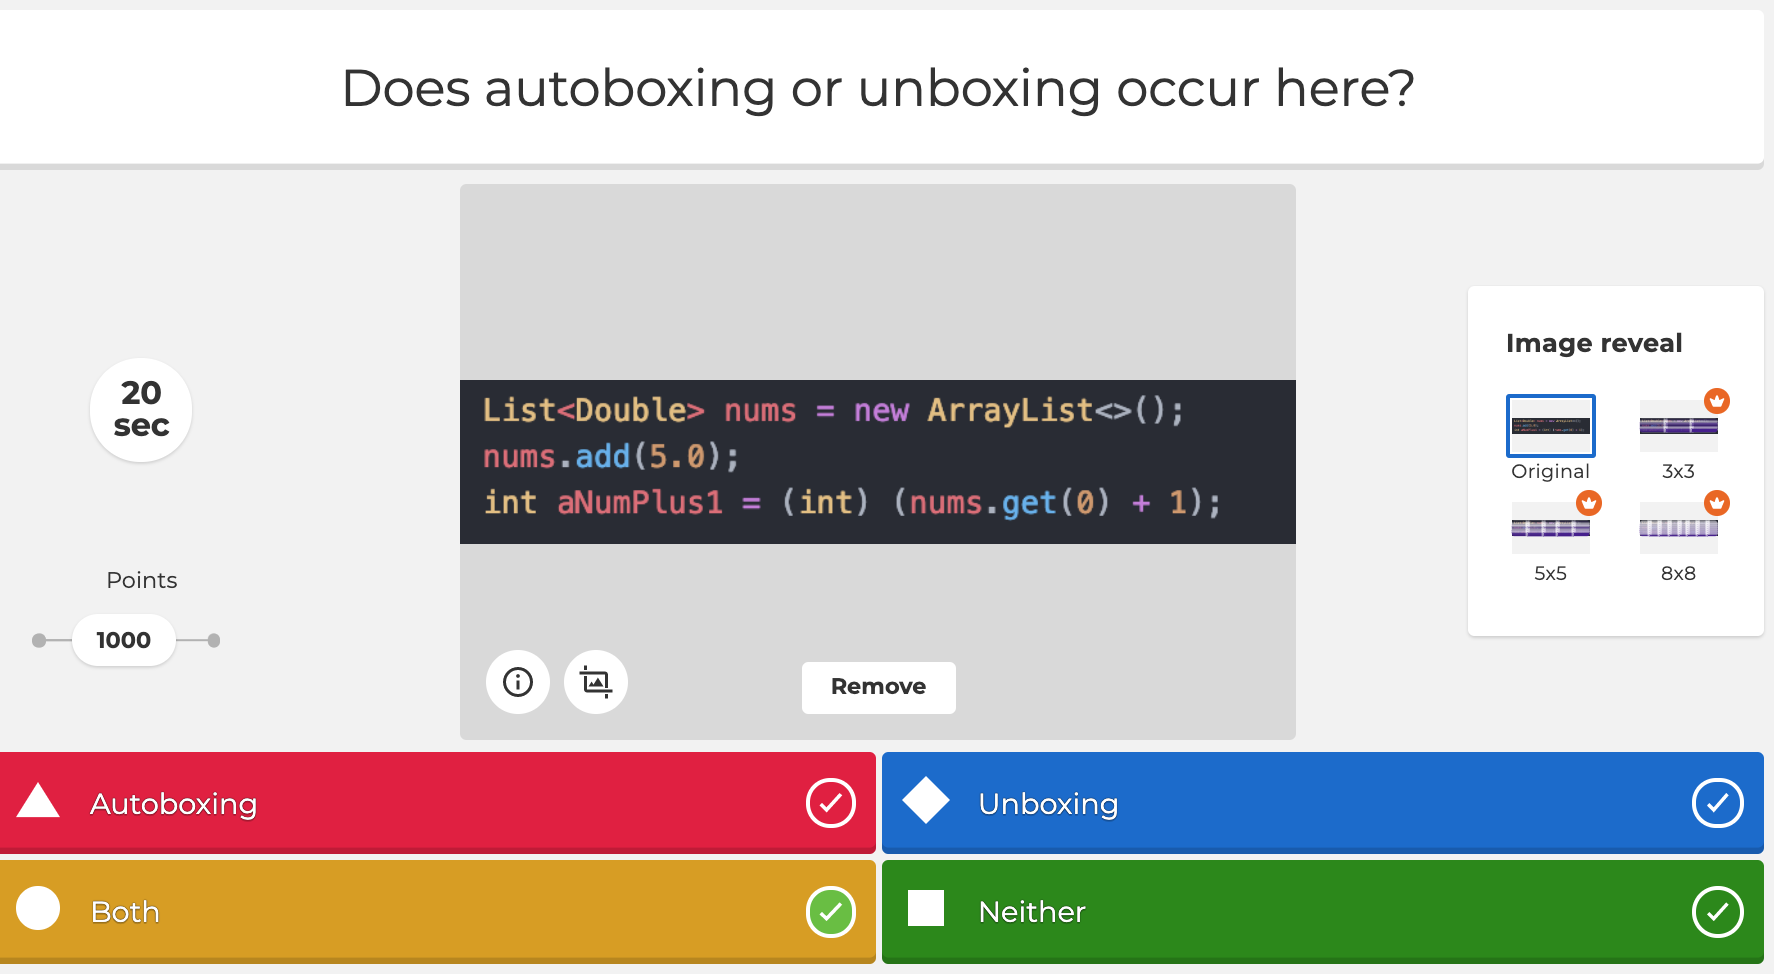 Does autoboxing or unboxing occur here?
20
sec
Points
1000
List<Double> nums = new ArrayList<>();
nums.add(5.0);
int aNumPlus1 = (int) (nums.get(0) + 1);
Remove
Image reveal
Original
3x3
5x5
8x8
Autoboxing
Unboxing
Both
Neither